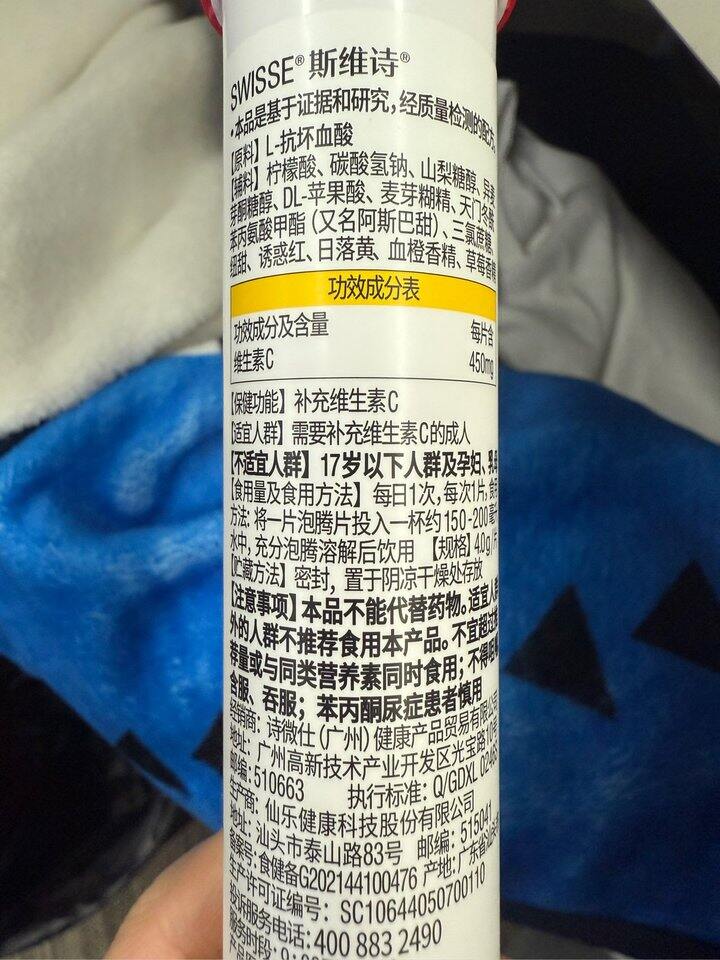 SWISSE® 斯维诗®
·本品是基于证据和研究,经质量检测的配方
【原料】L-抗坏血酸
【辅料】柠檬酸、碳酸氢钠、山梨糖醇、异麦
芽酮糖醇、DL-苹果酸、麦芽糊精、天门冬酰
苯丙氨酸甲酯(又名阿斯巴甜)、三氯蔗糖、
纽甜、诱惑红、日落黄、血橙香精、草莓香精
功效成分表
功效成分及含量 每片含
维生素C 450mg
【保健功能】补充维生素C
【适宜人群】需要补充维生素C的成人
【不适宜人群】17岁以下人群及孕妇、乳母
【食用量及食用方法】每日1次,每次1片,食用
方法:将一片泡腾片投入一杯约150-200毫
水中,充分泡腾溶解后饮用 【规格】4.0g/片
【贮藏方法】密封,置于阴凉干燥处存放
【注意事项】本品不能代替药物。适宜人群
外的人群不推荐食用本产品。不宜超过推
荐量或与同类营养素同时食用;不得咀嚼
含服、吞服;苯丙酮尿症患者慎用
经销商:诗微仕(广州)健康产品贸易有限公司
地址:广州高新技术产业开发区光宝路10号
邮编:510663 执行标准:Q/GDXL 0246S
生产商:仙乐健康科技股份有限公司
地址:汕头市泰山路83号 邮编:515041
备案号:食健备G202144100476 产地:广东省汕头
生产许可证编号:SC10644050700110
投诉服务电话:400 883 2490
服务时段:9:00